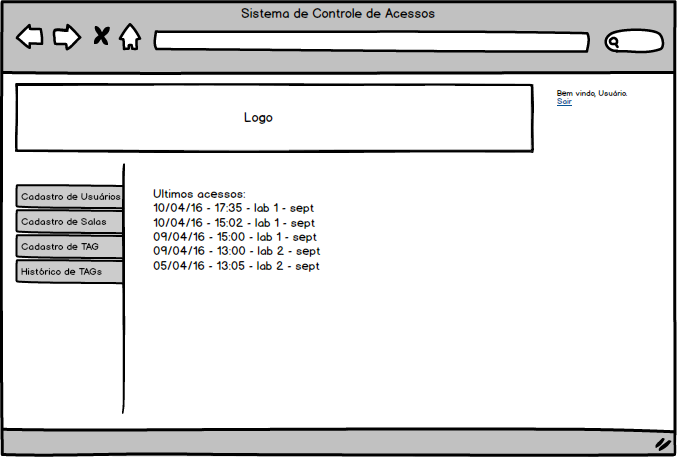 Sistema de Controle de Acessos
Logo
Bem vindo, Usuário.
Sair
Cadastro de Usuários
Cadastro de Salas
Cadastro de TAG
Histórico de TAGs
Ultimos acessos:
10/04/16 - 17:35 - lab 1 - sept
10/04/16 - 15:02 - lab 1 - sept
09/04/16 - 15:00 - lab 1 - sept
09/04/16 - 13:00 - lab 2 - sept
05/04/16 - 13:05 - lab 2 - sept